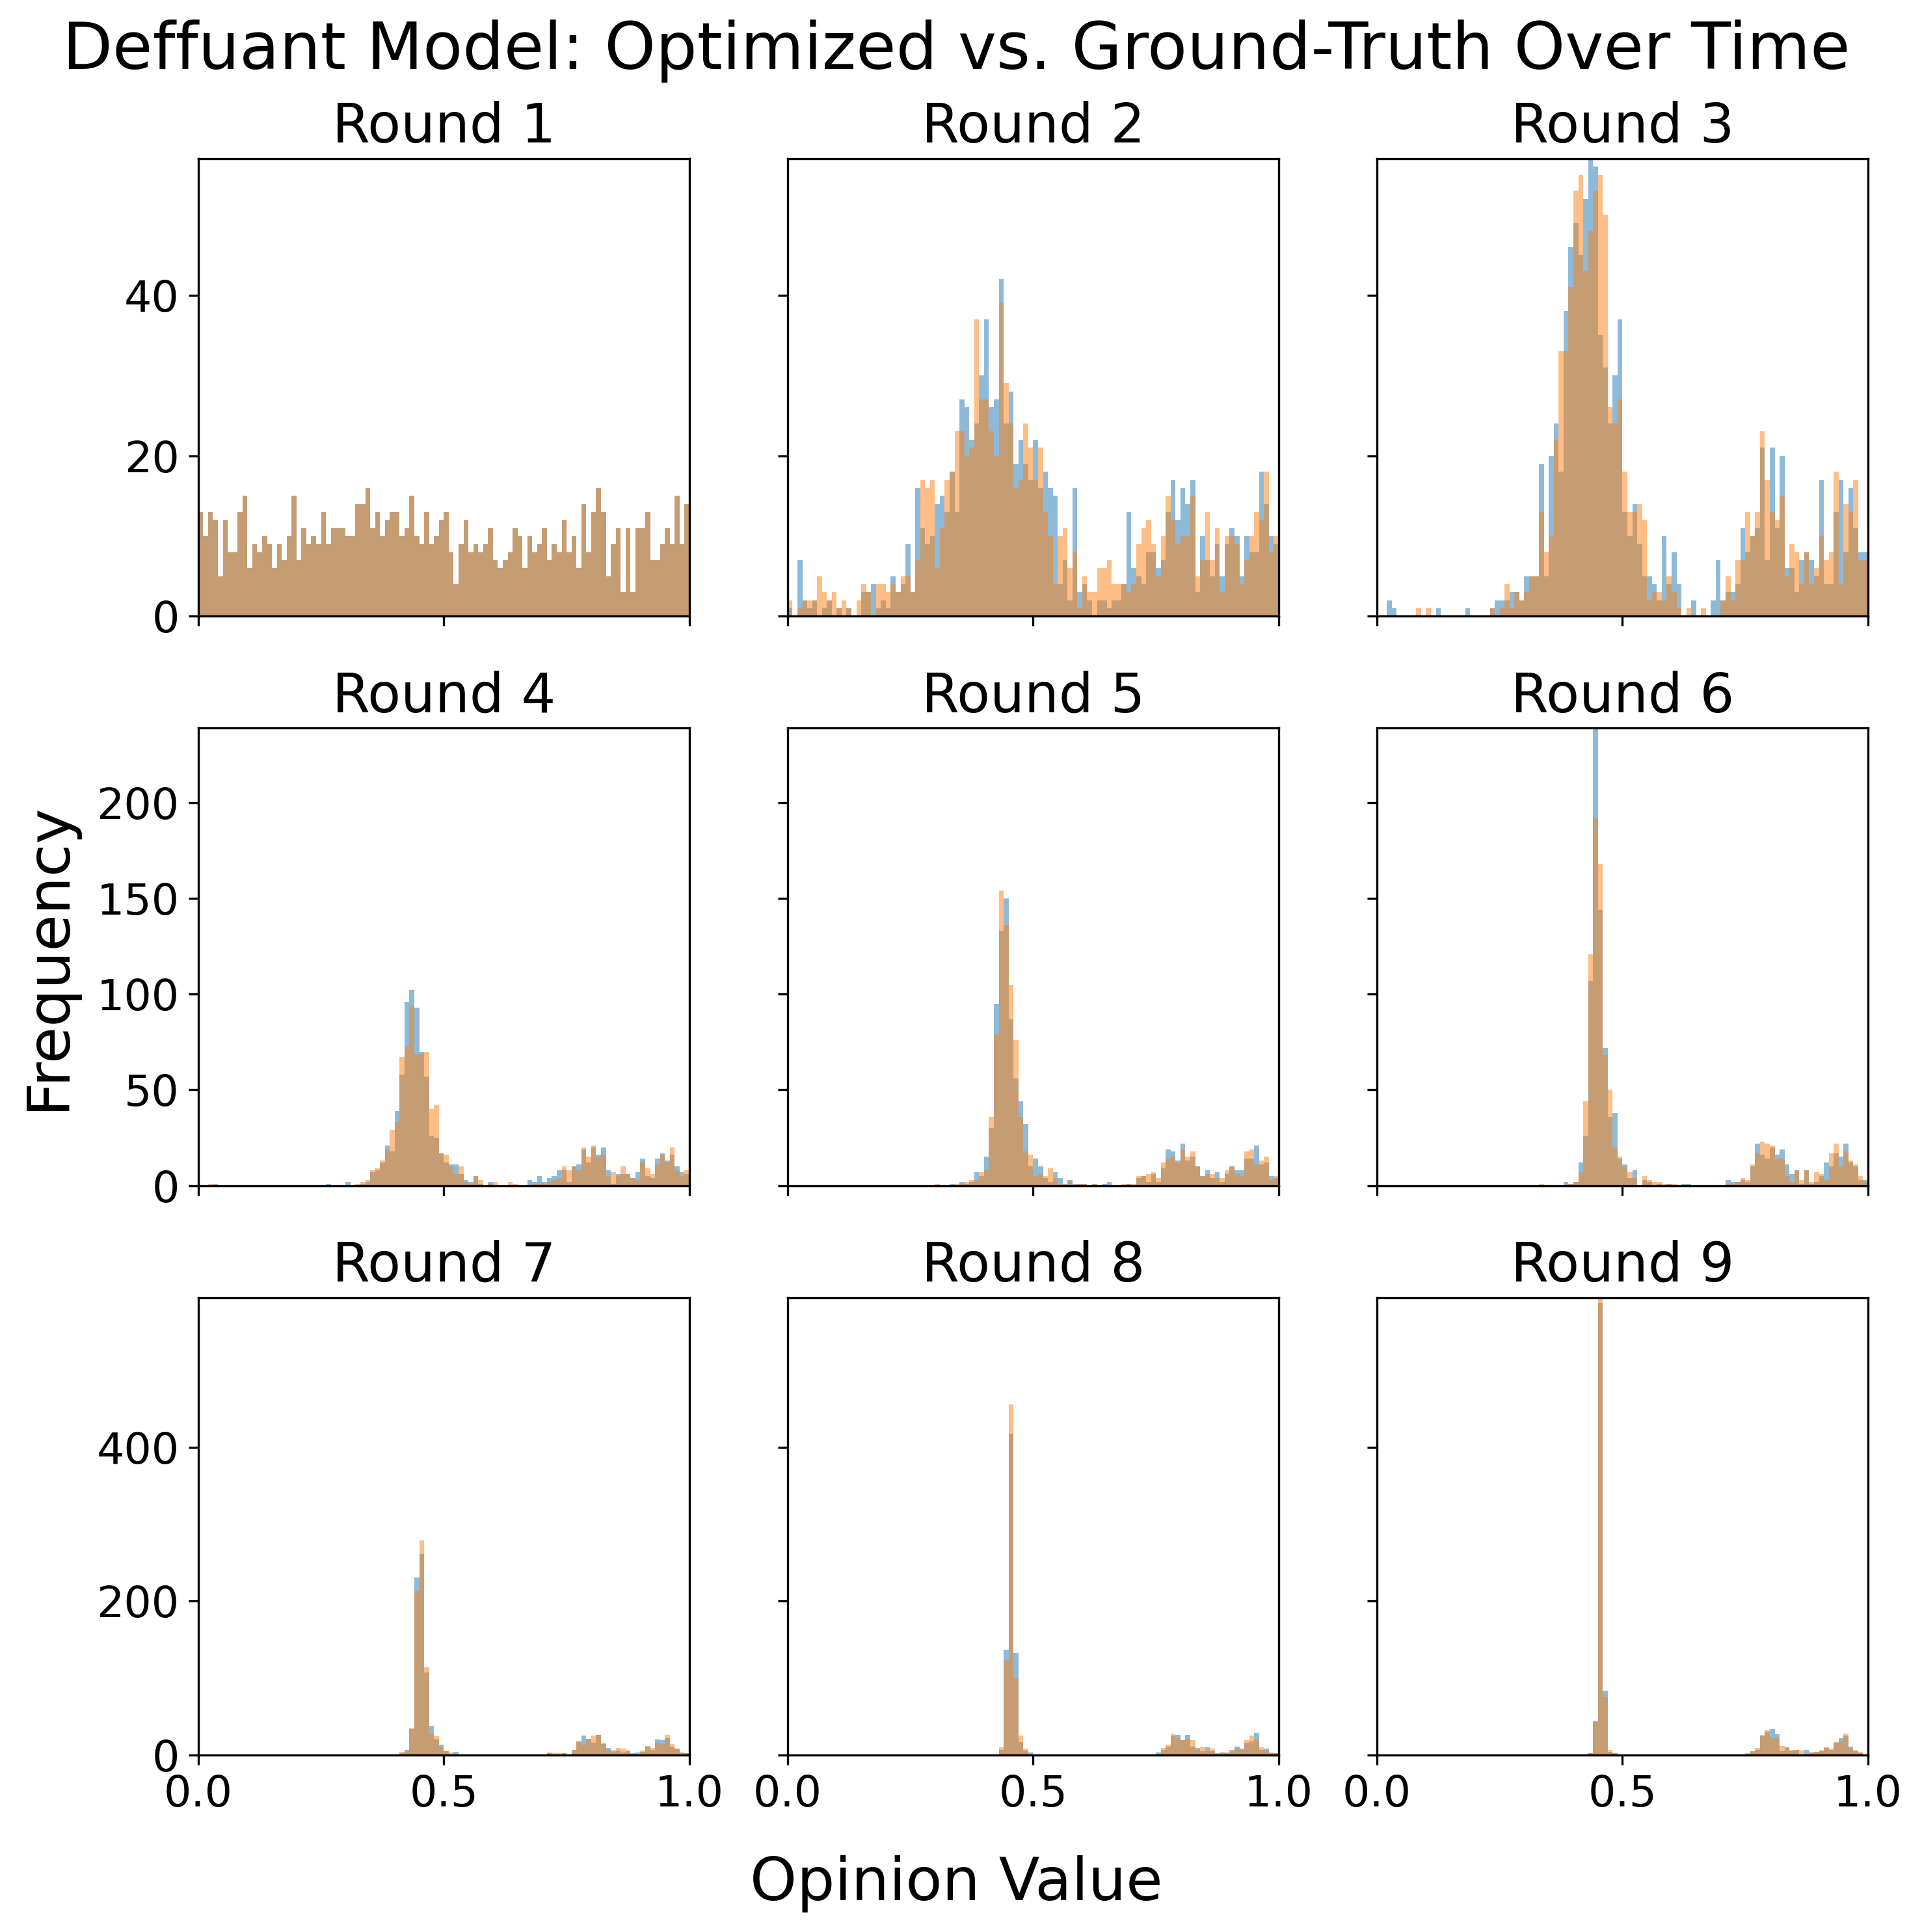 Deffuant Model: Optimized vs. Ground-Truth Over Time
Round 1
Round 2
Round 3
40
20
0
Round 4
Round 5
Round 6
200
150
100
50
0
Frequency
Round 7
Round 8
Round 9
400
200
0
0.0 0.5 1.0 0.0 0.5 1.0 0.0 0.5 1.0
Opinion Value